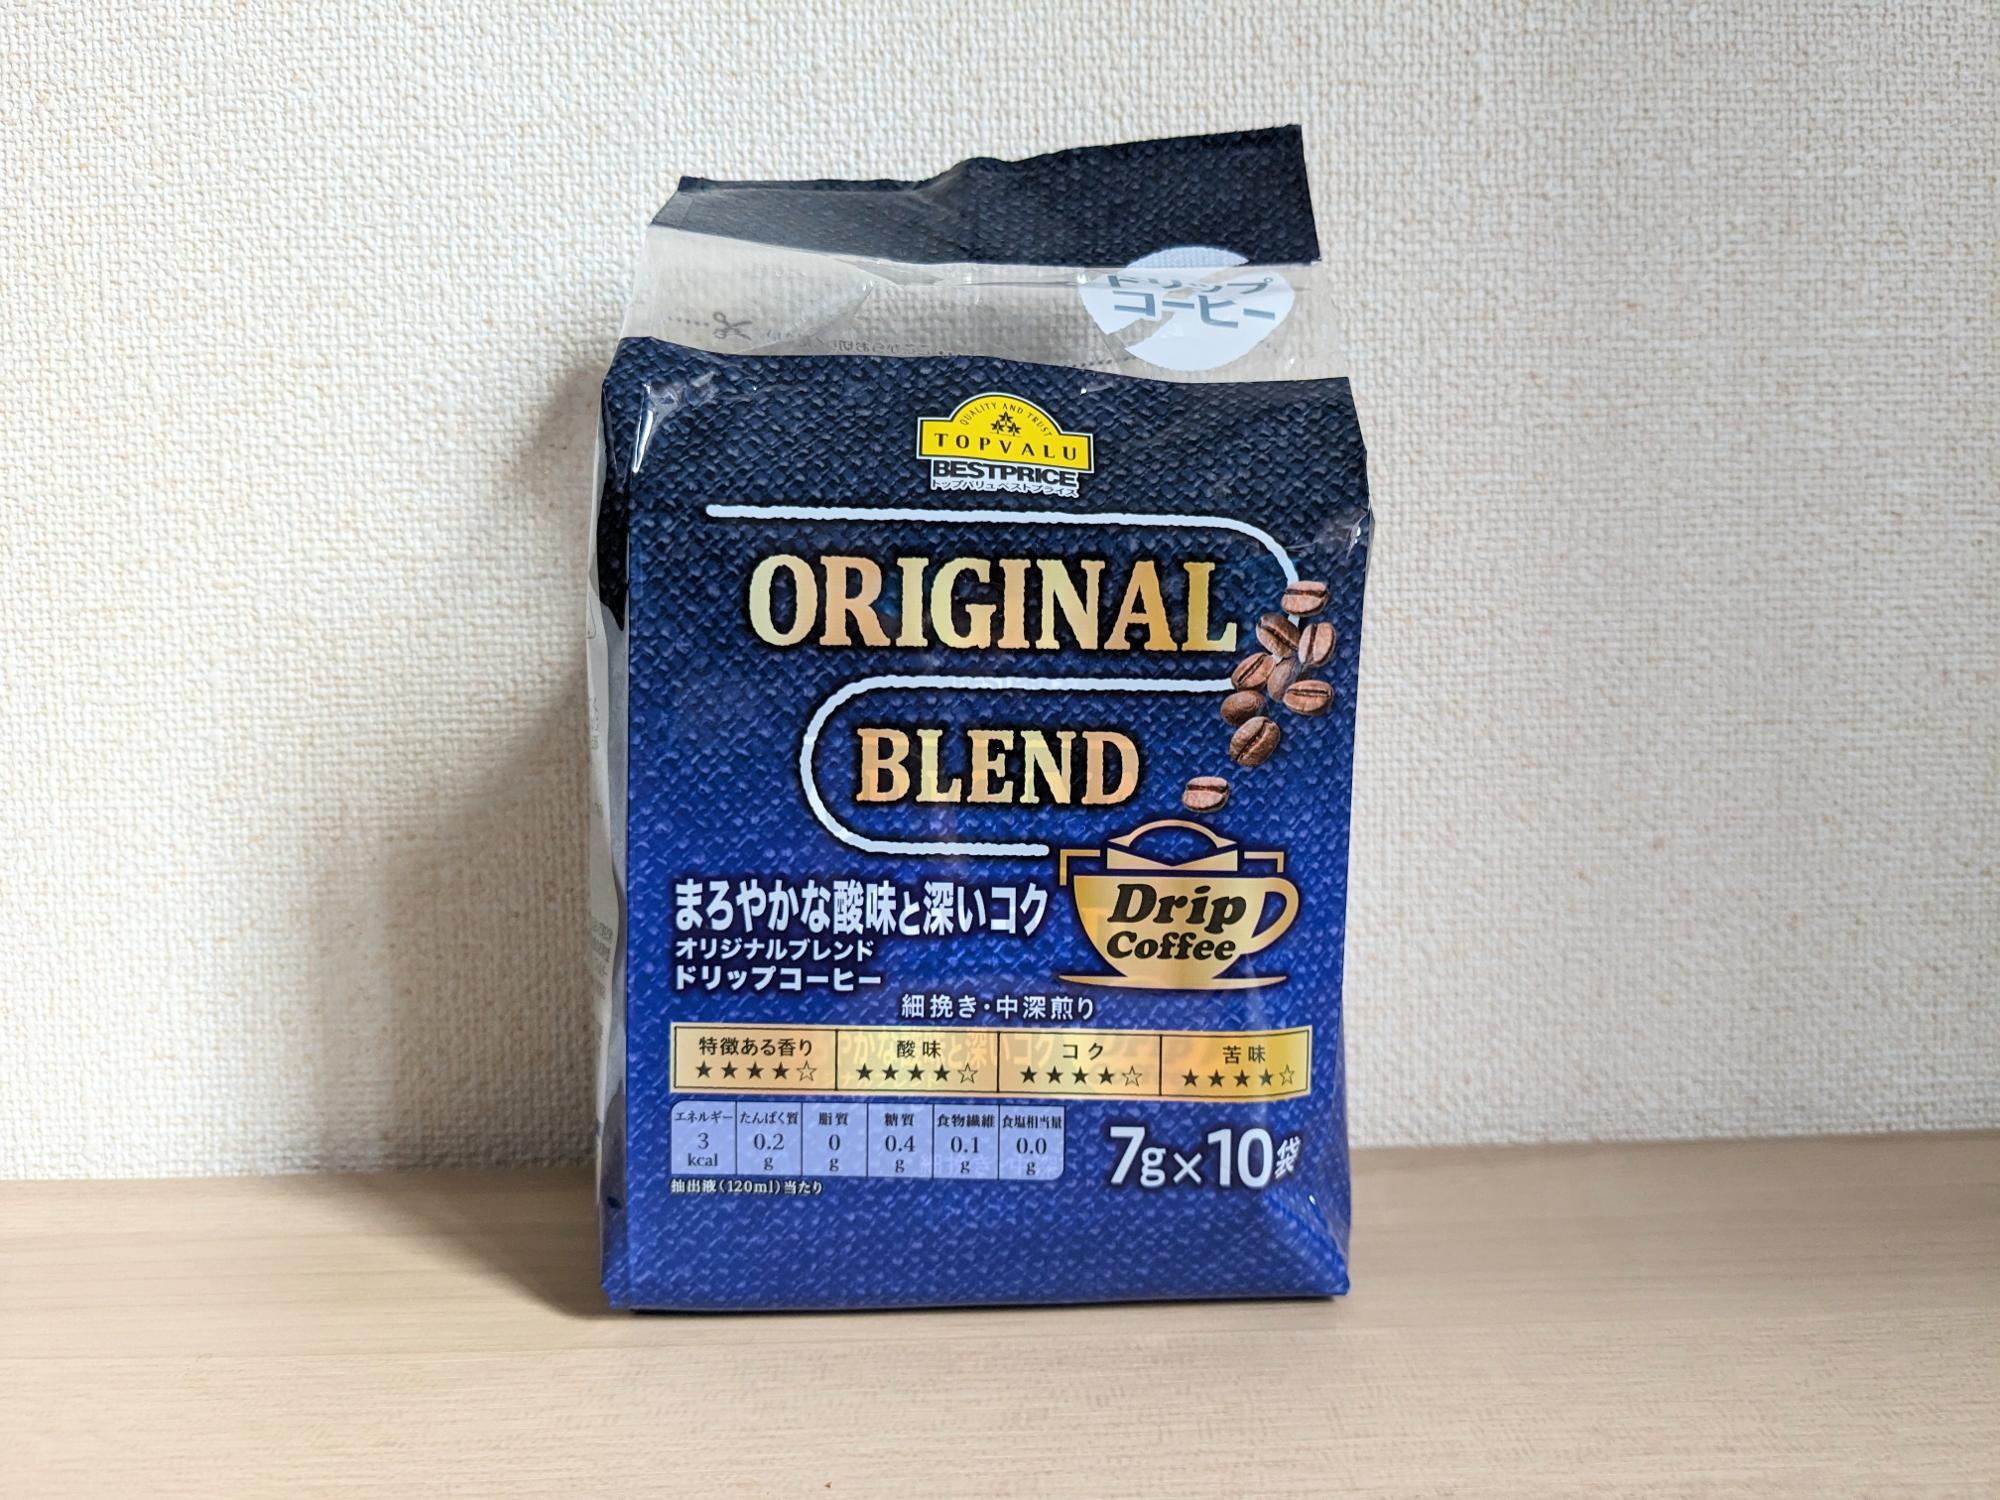 ドリップ
コーヒー
QUALITY AND TRUST
TOPVALU
BESTPRICE
トップバリュ ベストプライス
ORIGINAL
BLEND
Drip
Coffee
まろやかな酸味と深いコク
オリジナルブレンド
ドリップコーヒー
細挽き・中深煎り
特徴ある香り 酸味 コク 苦味
★★★★☆ ★★★★☆ ★★★★☆ ★★★★☆
エネルギー たんぱく質 脂質 糖質 食物繊維 食塩相当量
3 0.2 0 0.4 0.1 0.0
kcal g g g g g
抽出液(120ml)当たり
7g×10袋